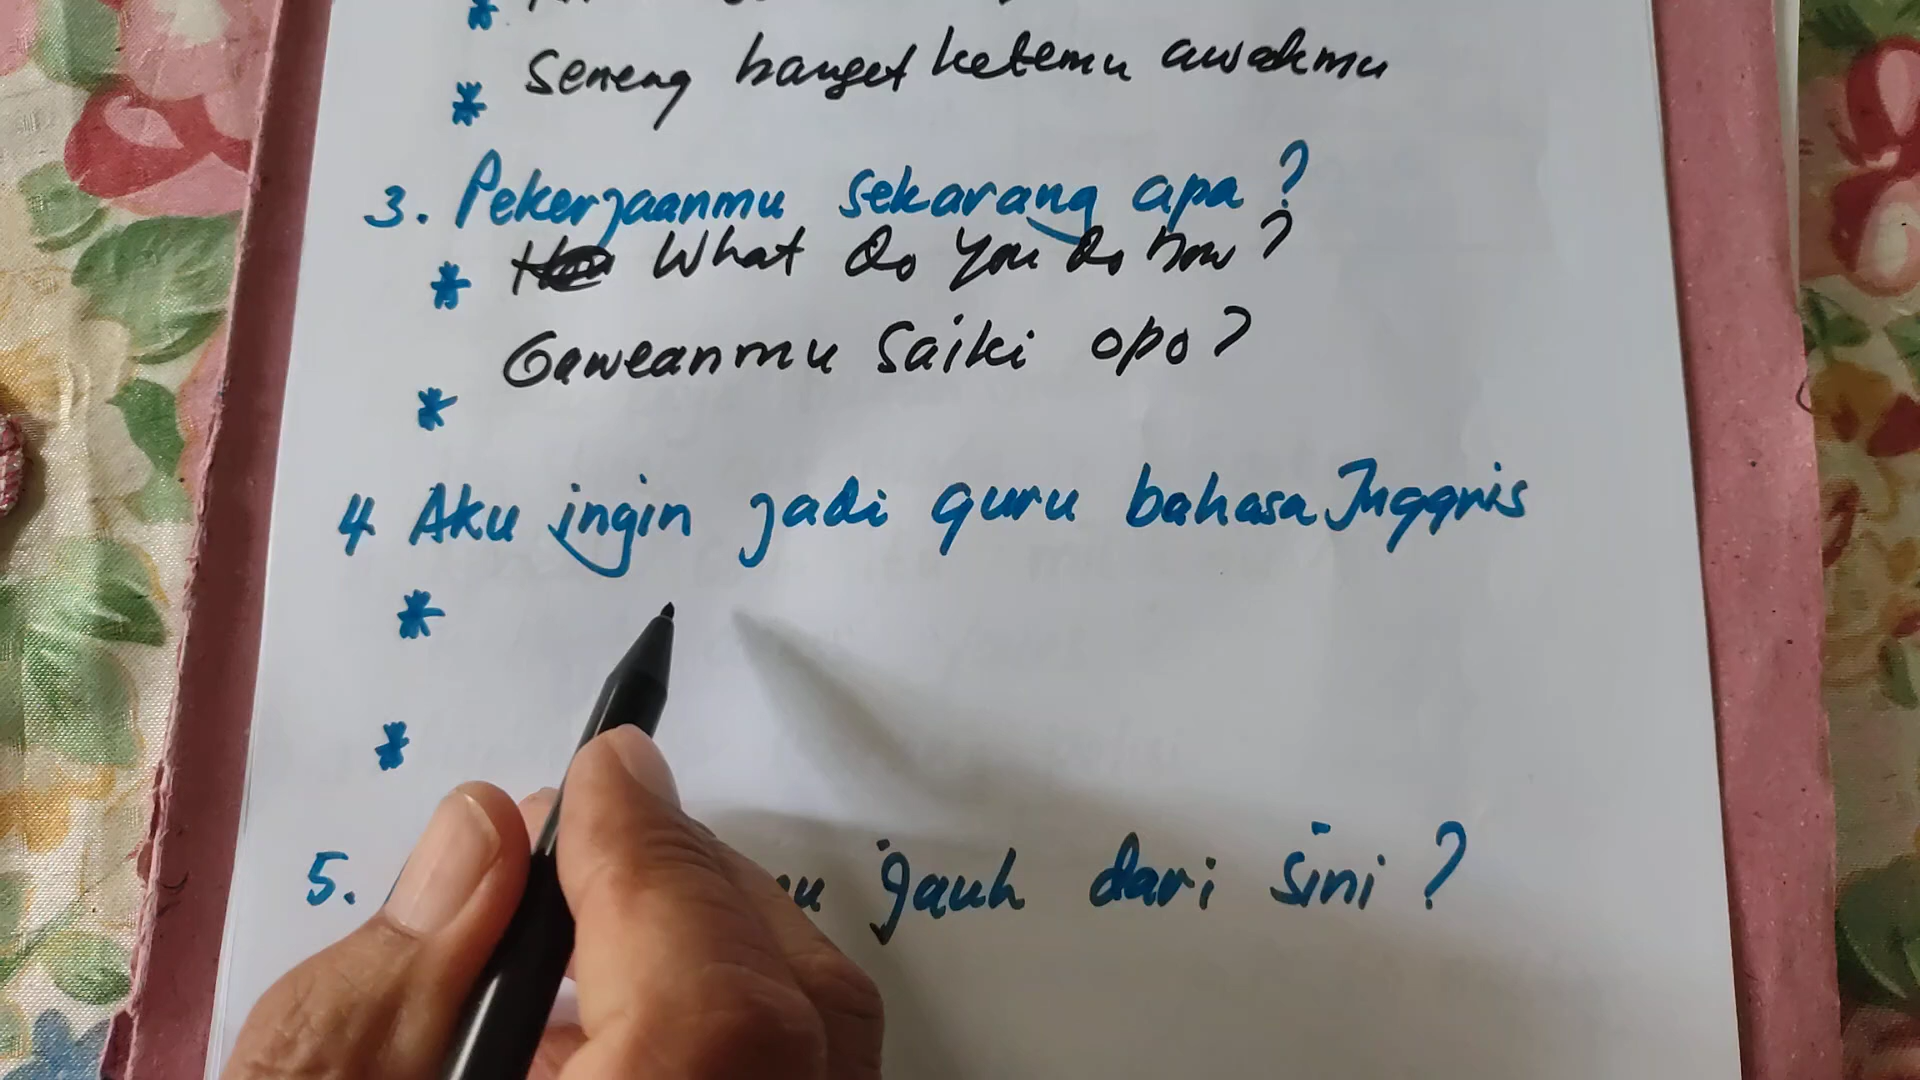 * Seneng banget ketemu awakmu
3. Pekerjaanmu sekarang apa?
* What do you do now?
* Gaweanmu saiki opo?
4 Aku ingin jadi guru bahasa Inggris
*
*
5. jauh dari sini?